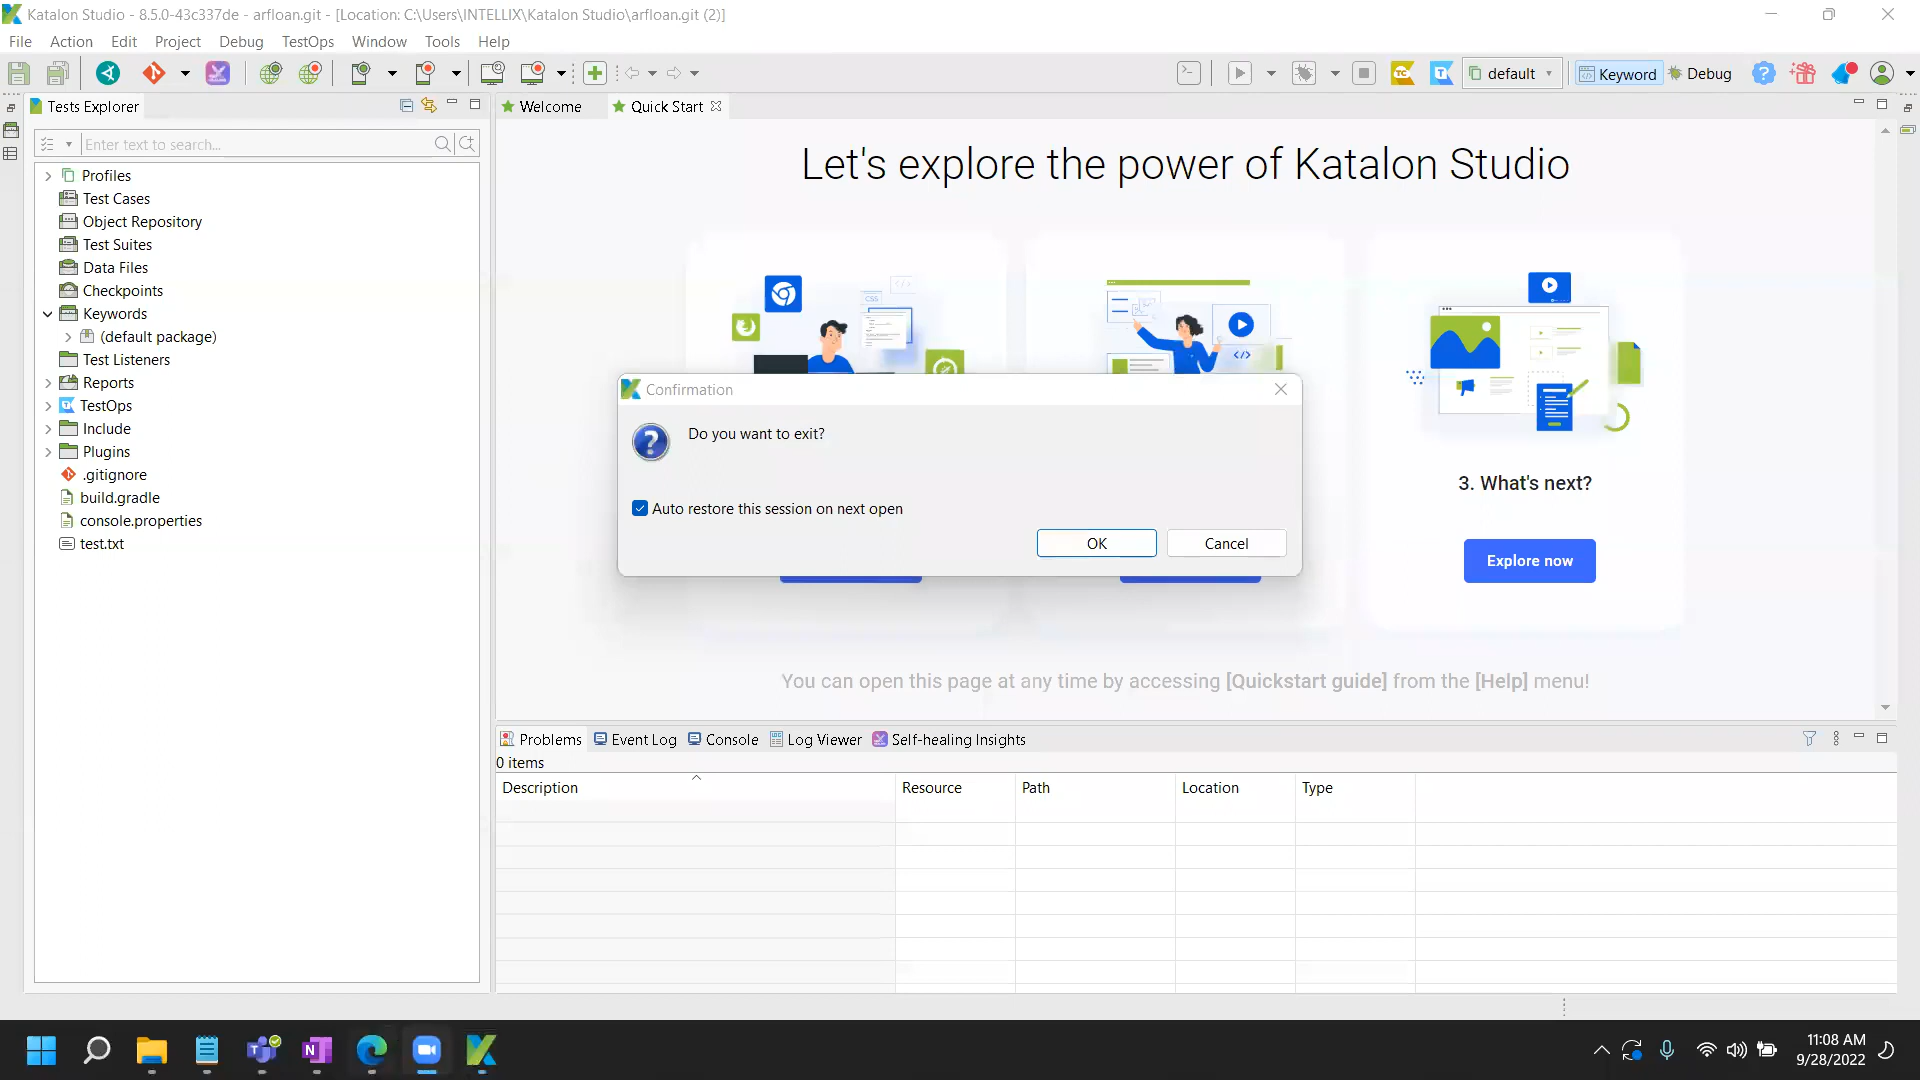 Katalon Studio - 8.5.0-43c337de - arfloan.git - [Location: C:\Users\INTELLIX\Katalon Studio\arfloan.git (2)]
File Action Edit Project Debug TestOps Window Tools Help
default Keyword Debug
Tests Explorer
Welcome Quick Start
Enter text to search...
Profiles
Test Cases
Object Repository
Test Suites
Data Files
Checkpoints
Keywords
(default package)
Test Listeners
Reports
TestOps
Include
Plugins
.gitignore
build.gradle
console.properties
test.txt
Let's explore the power of Katalon Studio
CSS
Confirmation
Do you want to exit?
Auto restore this session on next open
OK Cancel
3. What's next?
Explore now
You can open this page at any time by accessing [Quickstart guide] from the [Help] menu!
Problems Event Log Console Log Viewer Self-healing Insights
0 items
Description Resource Path Location Type
11:08 AM
9/28/2022